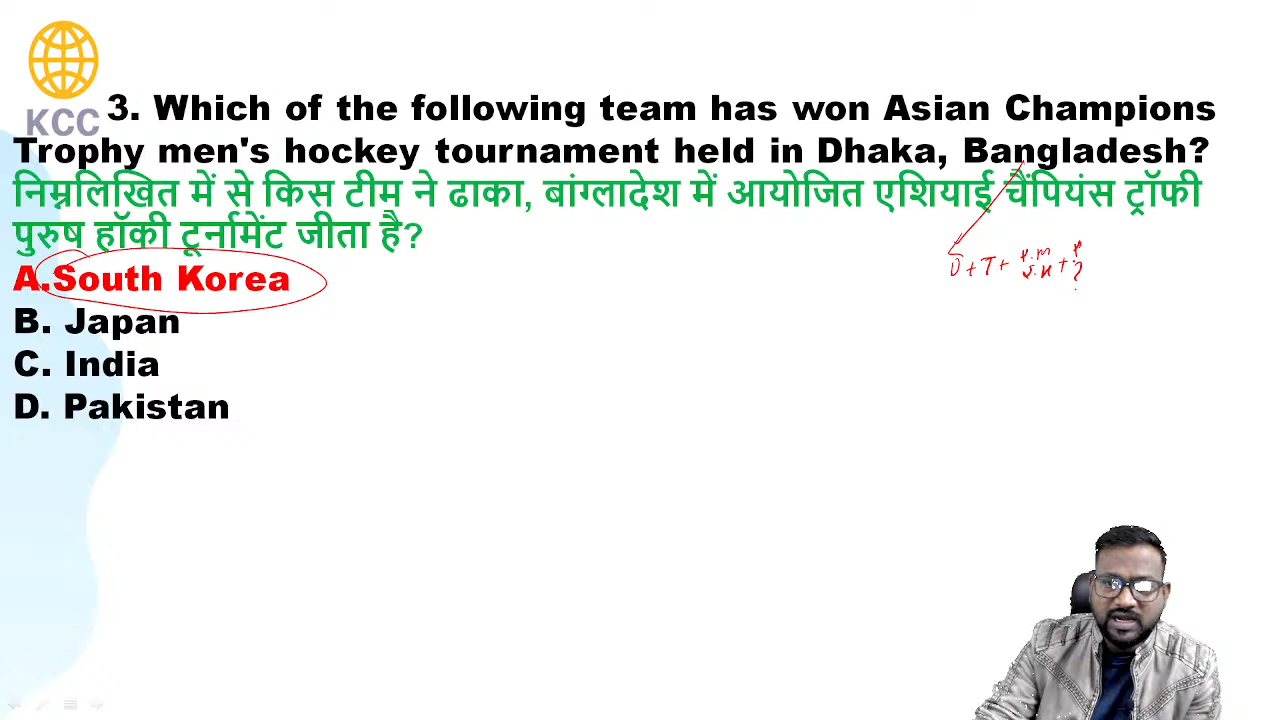 KCC
3. Which of the following team has won Asian Champions
Trophy men's hockey tournament held in Dhaka, Bangladesh?
निम्नलिखित में से किस टीम ने ढाका, बांग्लादेश में आयोजित एशियाई चैंपियंस ट्रॉफी
पुरुष हॉकी टूर्नामेंट जीता है?
A.South Korea
B. Japan
C. India
D. Pakistan